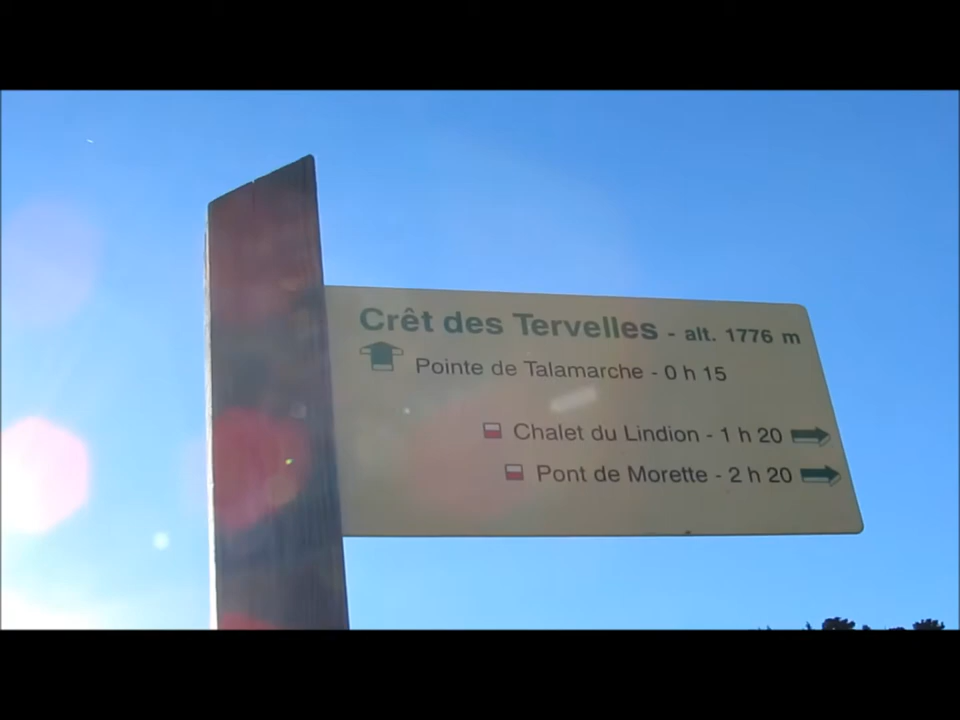 Crêt des Tervelles - alt. 1776 m
Pointe de Talamarche - 0 h 15
Chalet du Lindion - 1 h 20
Pont de Morette - 2 h 20